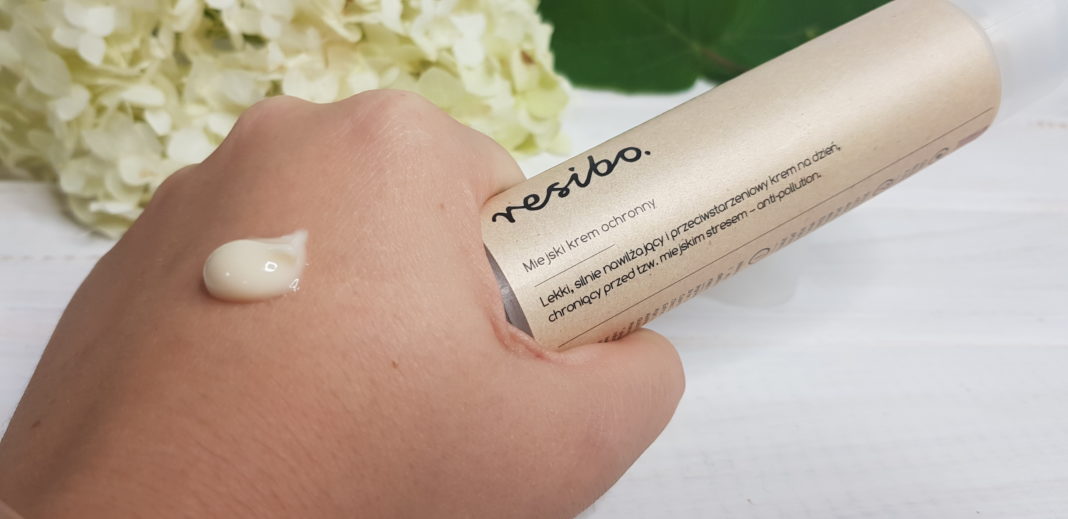 resibo.
Miejski krem ochronny
Lekki, silnie nawilżający i przeciwstarzeniowy krem na dzień,
chroniący przed tzw. miejskim stresem – anti-pollution.